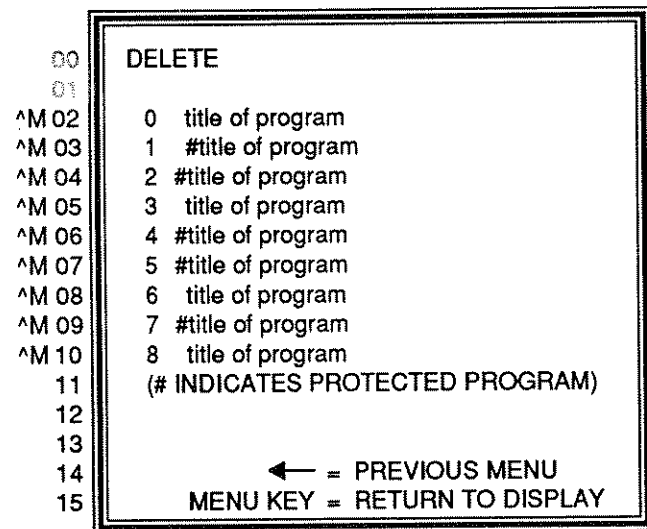 00 DELETE
01
^M 02 0 title of program
^M 03 1 #title of program
^M 04 2 #title of program
^M 05 3 title of program
^M 06 4 #title of program
^M 07 5 #title of program
^M 08 6 title of program
^M 09 7 #title of program
^M 10 8 title of program
11 (# INDICATES PROTECTED PROGRAM)
12
13
14 ← = PREVIOUS MENU
15 MENU KEY = RETURN TO DISPLAY